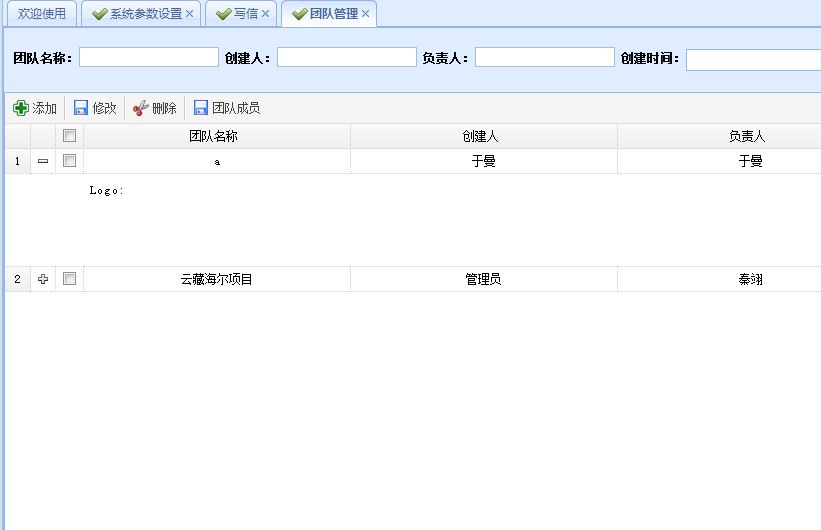 欢迎使用 系统参数设置 写信 团队管理
团队名称: 创建人: 负责人: 创建时间:
添加 修改 删除 团队成员
团队名称 创建人 负责人
1 a 于曼 于曼
Logo:
2 云藏海尔项目 管理员 秦翊